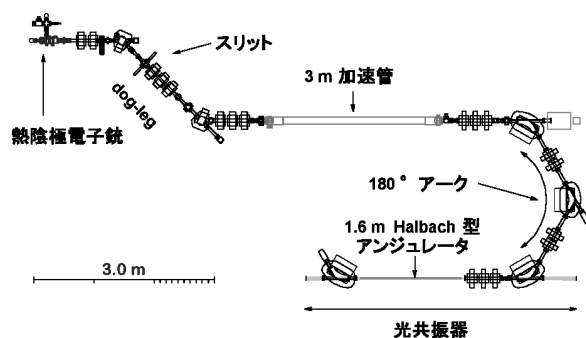 スリット
dog-leg
3 m 加速管
熱陰極電子銃
180 ° アーク
1.6 m Halbach 型
アンジュレータ
3.0 m
光共振器